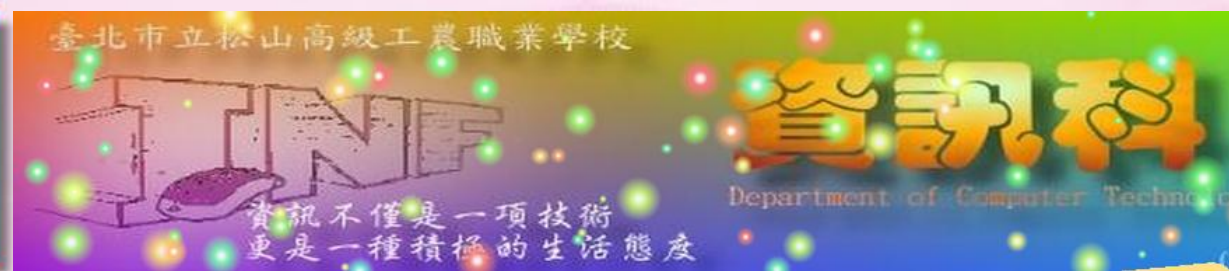 臺北市立松山高級工農職業學校
INF
資訊科
Department of Computer
資訊不僅是一項技術
更是一種積極的生活態度